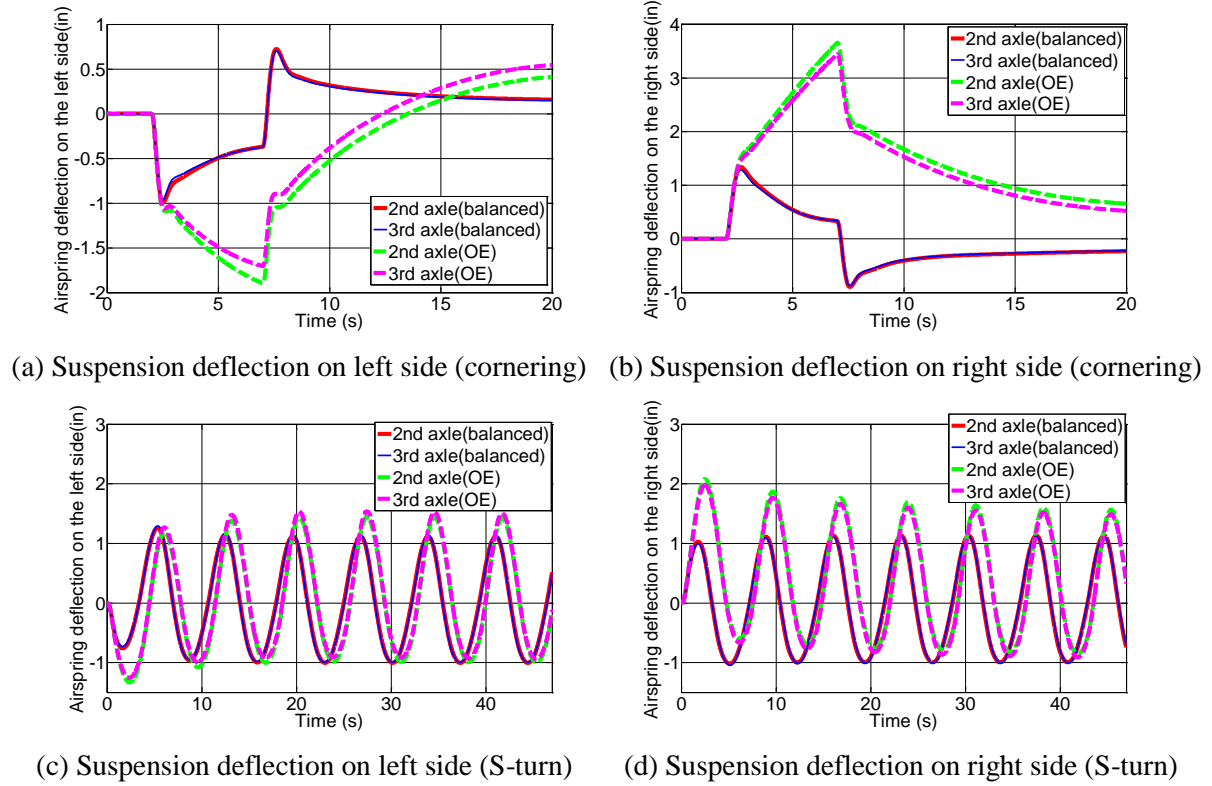 Airspring deflection on the left side(in)
1
0.5
0
-0.5
-1
-1.5
-2
0 5 10 15 20
Time (s)
2nd axle(balanced)
3rd axle(balanced)
2nd axle(OE)
3rd axle(OE)
Airspring deflection on the right side(in)
4
3
2
1
0
-1
0 5 10 15 20
Time (s)
2nd axle(balanced)
3rd axle(balanced)
2nd axle(OE)
3rd axle(OE)
(a) Suspension deflection on left side (cornering)
(b) Suspension deflection on right side (cornering)
Airspring deflection on the left side(in)
3
2
1
0
-1
0 10 20 30 40
Time (s)
2nd axle(balanced)
3rd axle(balanced)
2nd axle(OE)
3rd axle(OE)
Airspring deflection on the right side(in)
3
2
1
0
-1
0 10 20 30 40
Time (s)
2nd axle(balanced)
3rd axle(balanced)
2nd axle(OE)
3rd axle(OE)
(c) Suspension deflection on left side (S-turn)
(d) Suspension deflection on right side (S-turn)